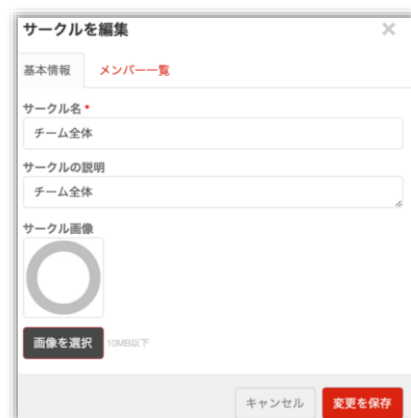 サークルを編集 ×
基本情報 メンバー一覧
サークル名 •
チーム全体
サークルの説明
チーム全体
サークル画像
画像を選択 10MB以下
キャンセル 変更を保存